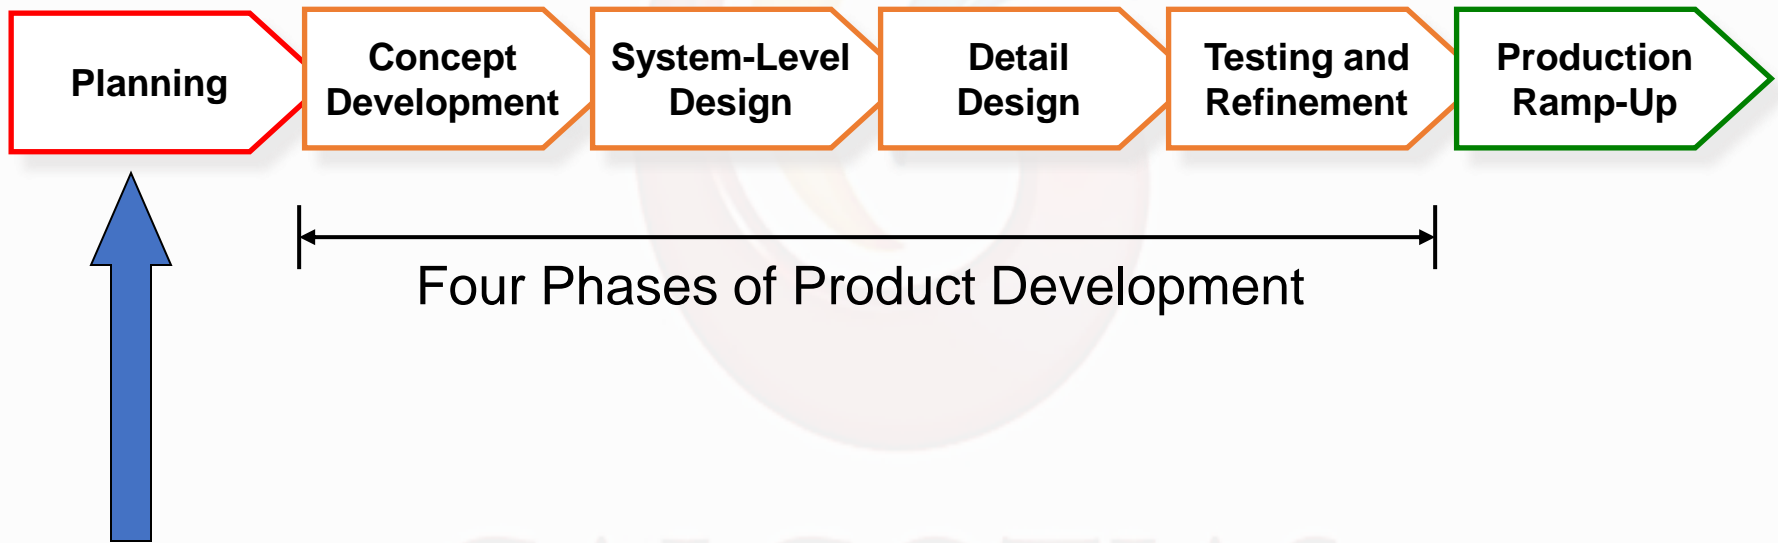 Planning
Concept
Development
System-Level
Design
Detail
Design
Testing and
Refinement
Production
Ramp-Up
Four Phases of Product Development